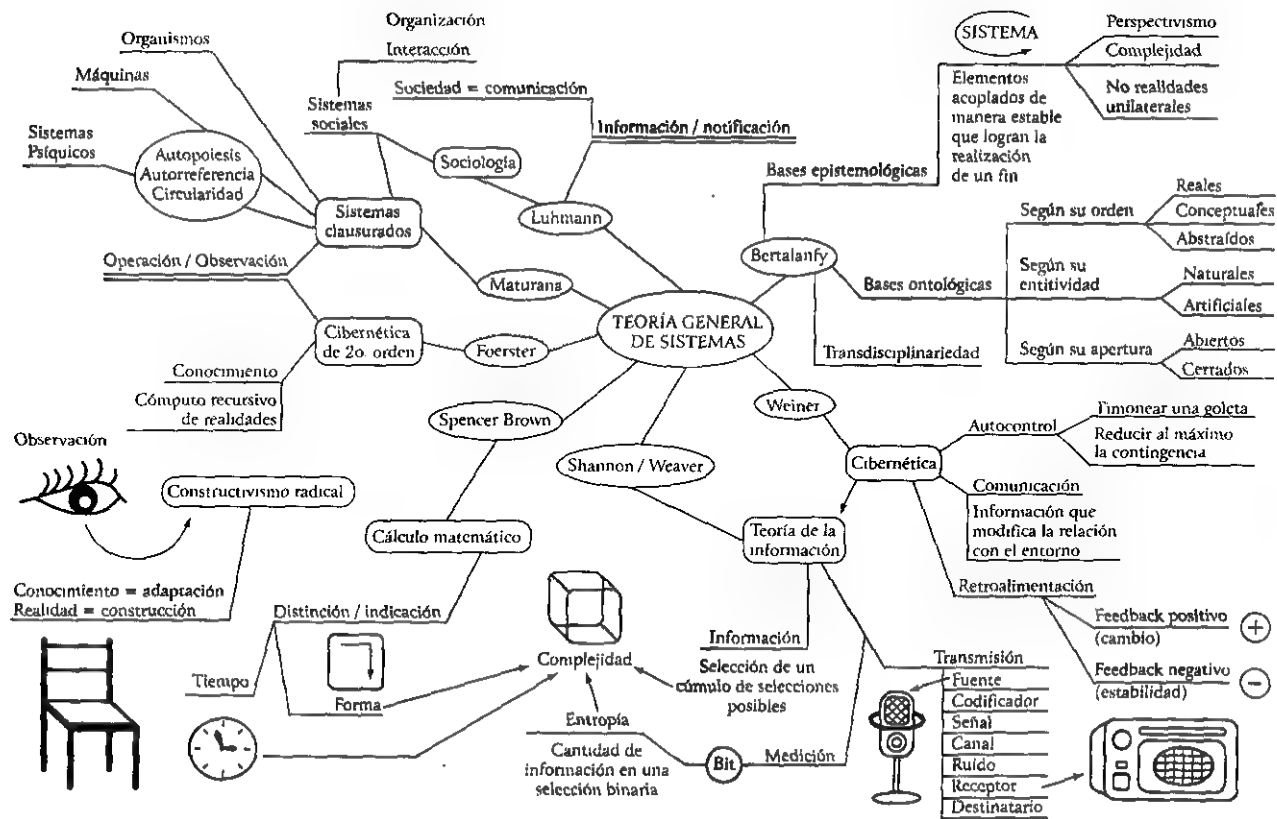 Organización
Interacción
Organismos
Máquinas
Sistemas
Psíquicos
Autopoiesis
Autorreferencia
Circularidad
Sistemas
sociales
Sociedad = comunicación
Información / notificación
Sociología
Luhmann
Sistemas
clausurados
Operación / Observación
Maturana
SISTEMA
Perspectivismo
Complejidad
No realidades
unilaterales
Elementos
acoplados de
manera estable
que logran la
realización
de un fin
Bases epistemológicas
Bertalanfy
Bases ontológicas
Transdisciplinariedad
Según su orden
Reales
Conceptuales
Abstraídos
Según su
entitividad
Naturales
Artificiales
Según su apertura
Abiertos
Cerrados
TEORÍA GENERAL
DE SISTEMAS
Cibernética
de 2o. orden
Foerster
Conocimiento
Cómputo recursivo
de realidades
Spencer Brown
Shannon / Weaver
Weiner
Cibernética
Autocontrol
Timonear una goleta
Reducir al máximo
la contingencia
Comunicación
Información que
modifica la relación
con el entorno
Retroalimentación
Feedback positivo
(cambio)
+
Feedback negativo
(estabilidad)
−
Observación
Constructivismo radical
Conocimiento = adaptación
Realidad = construcción
Cálculo matemático
Distinción / indicación
Tiempo
Forma
Complejidad
Entropía
Cantidad de
información en una
selección binaria
Bit
Medición
Teoría de la
información
Información
Selección de un
cúmulo de selecciones
posibles
Transmisión
Fuente
Codificador
Señal
Canal
Ruido
Receptor
Destinatario